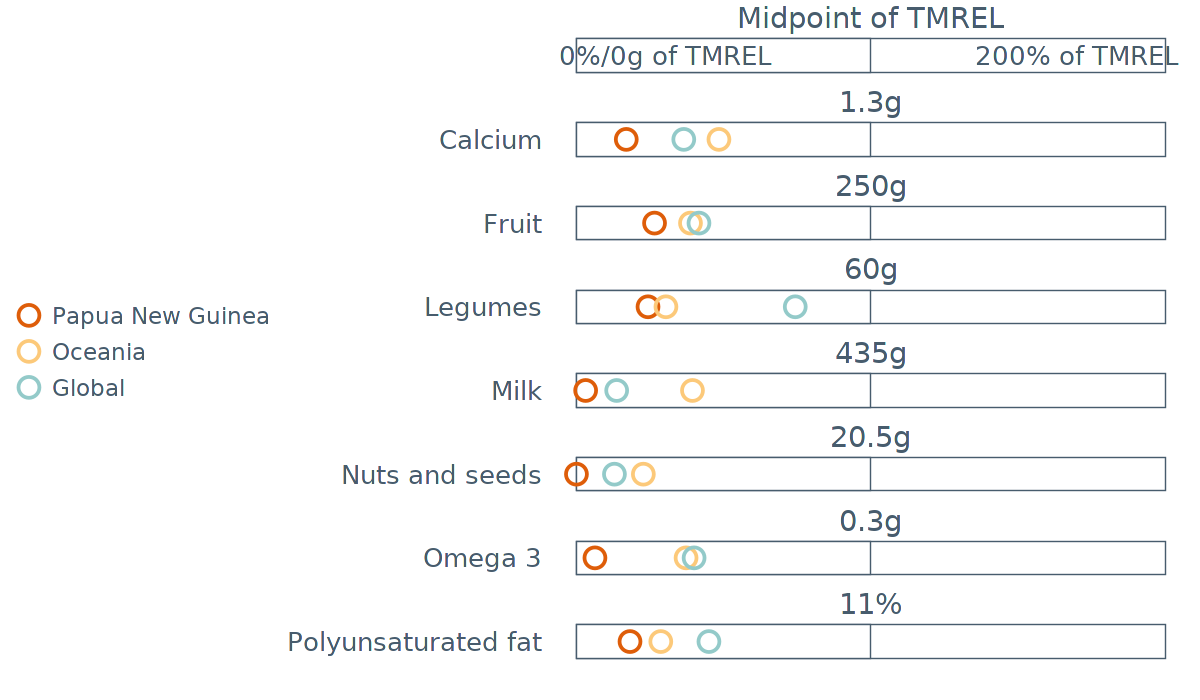 Midpoint of TMREL
0%/0g of TMREL
200% of TMREL
1.3g
Calcium
250g
Fruit
60g
Legumes
435g
Milk
20.5g
Nuts and seeds
0.3g
Omega 3
11%
Polyunsaturated fat
Papua New Guinea
Oceania
Global